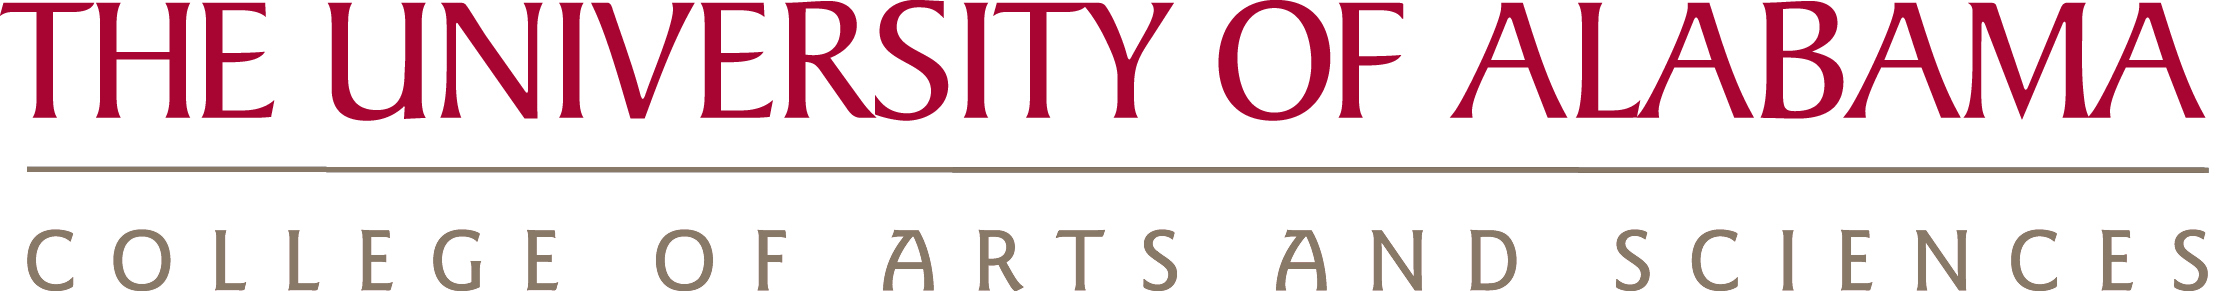 THE UNIVERSITY OF ALABAMA
COLLEGE OF ARTS AND SCIENCES